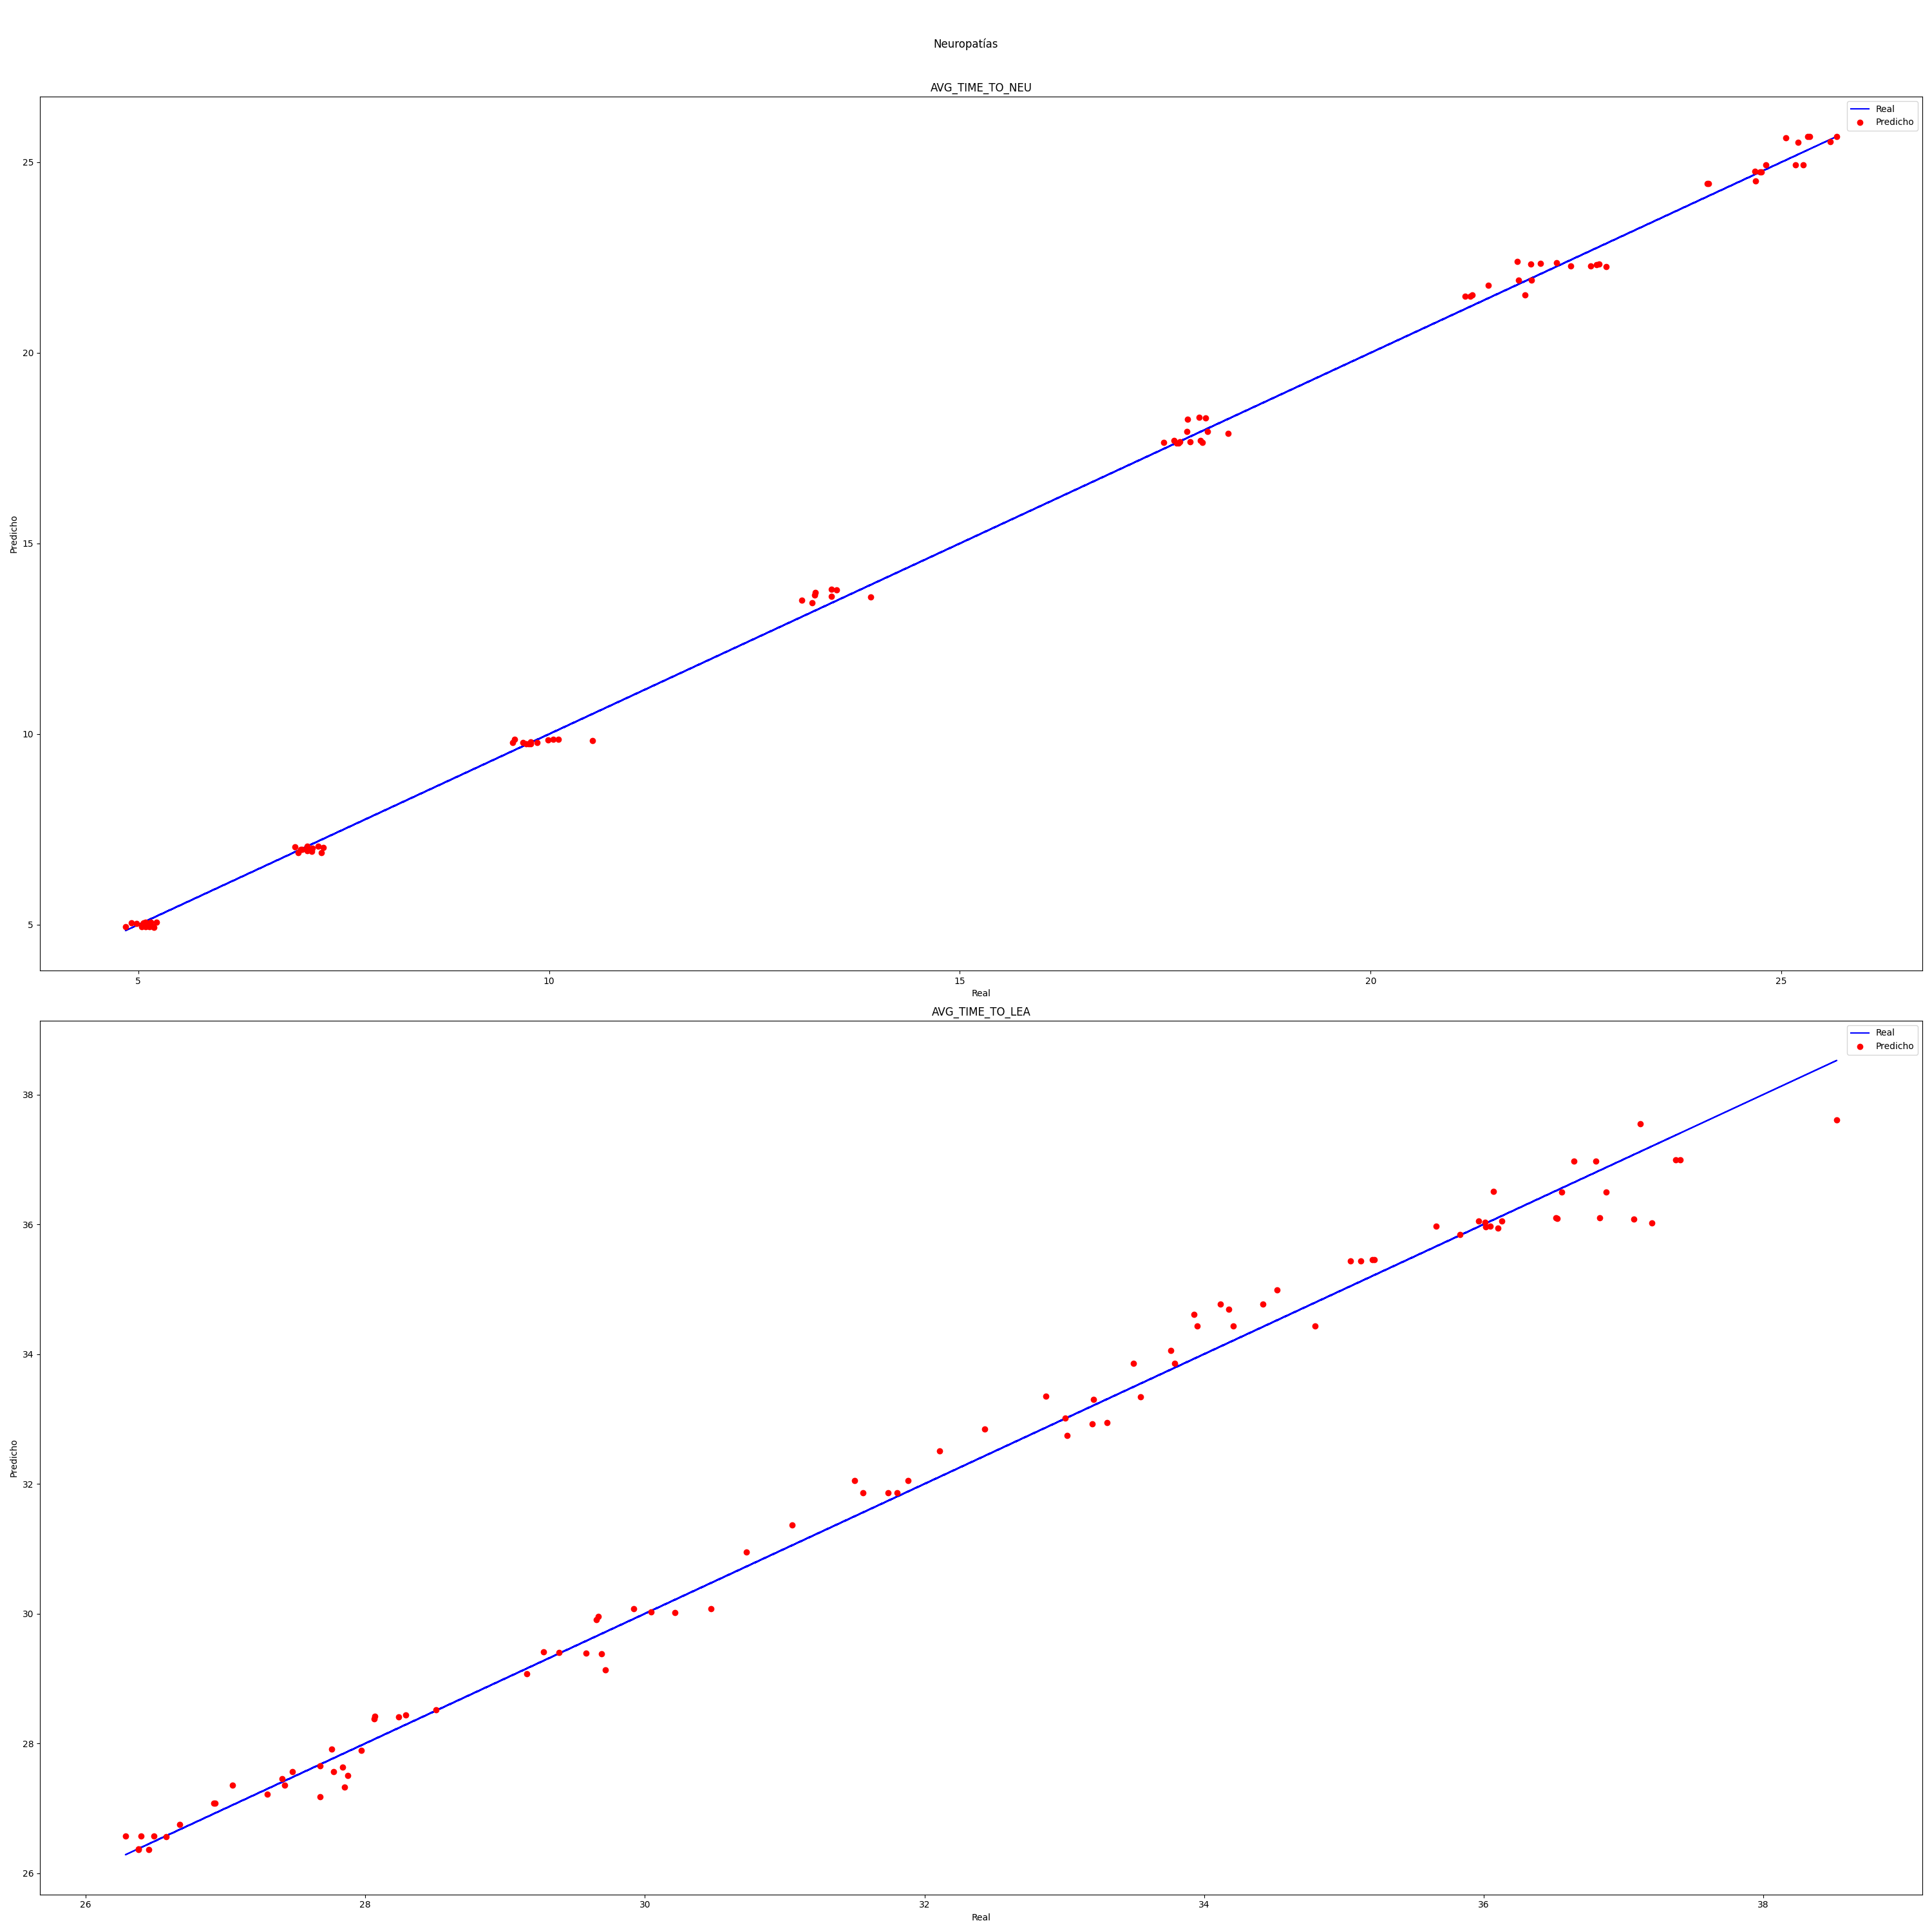 Neuropatías
AVG_TIME_TO_NEU
Real
Predicho
25
20
15
10
5
Predicho
5 10 15 20 25
Real
AVG_TIME_TO_LEA
Real
Predicho
38
36
34
32
30
28
26
Predicho
26 28 30 32 34 36 38
Real